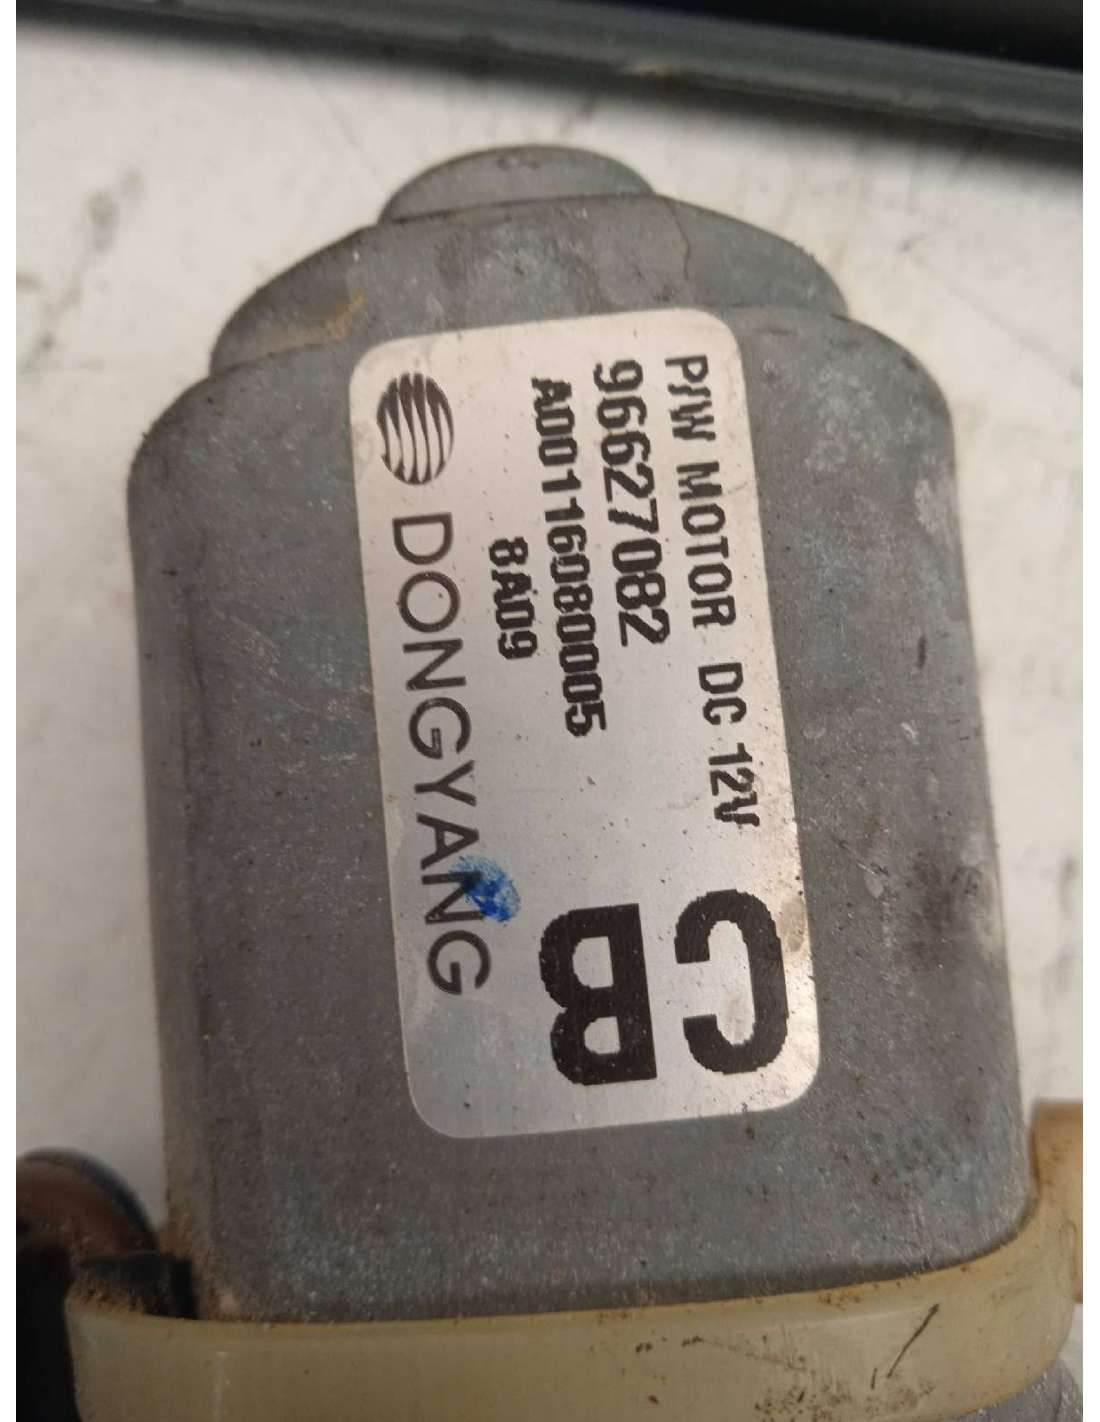 P/W MOTOR DC 12V
96627082
A00116080005
8A09
CB
DONGYANG